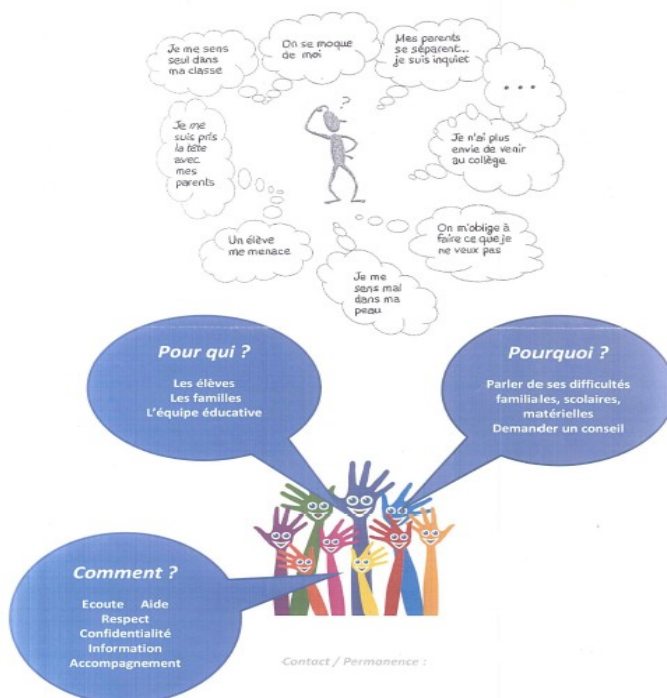 Je me sens
seul dans
ma classe
On se moque
de moi
Mes parents
se séparent...
je suis inquiet
...
Je me
suis pris
la tête
avec
mes
parents
?
Je n'ai plus
envie de venir
au collège
Un élève
me menace
On m'oblige à
faire ce que je
ne veux pas
Je me
sens mal
dans ma
peau
Pour qui ?
Les élèves
Les familles
L'équipe éducative
Pourquoi ?
Parler de ses difficultés
familiales, scolaires,
matérielles
Demander un conseil
Comment ?
Ecoute Aide
Respect
Confidentialité
Information
Accompagnement
Contact / Permanence :